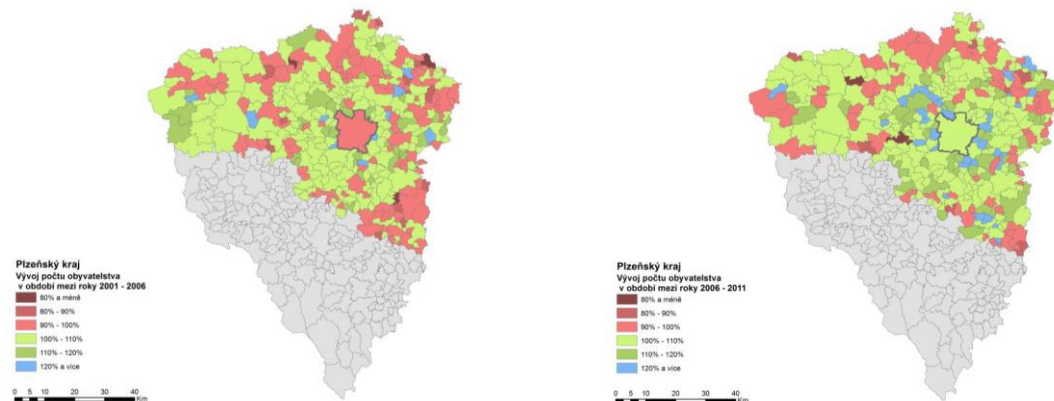 Plzeňský kraj
Vývoj počtu obyvatelstva
v období mezi roky 2001 - 2006
80% a méně
80% - 90%
90% - 100%
100% - 110%
110% - 120%
120% a více
0 5 10 20 30 40
Km
Plzeňský kraj
Vývoj počtu obyvatelstva
v období mezi roky 2006 - 2011
80% a méně
80% - 90%
90% - 100%
100% - 110%
110% - 120%
120% a více
0 5 10 20 30 40
Km